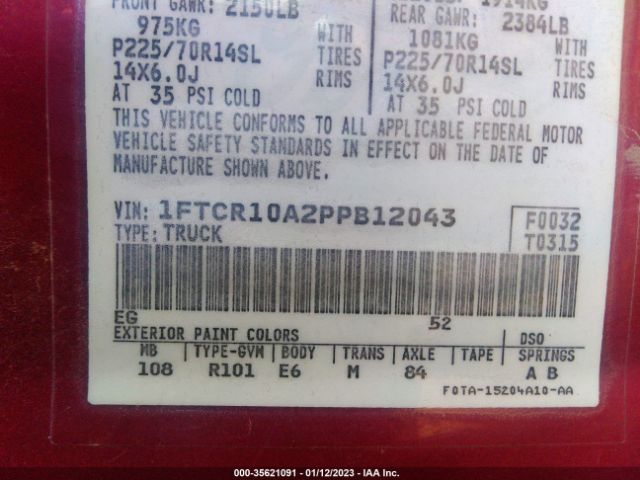 FRONT GAWR: 2150LB
975KG WITH
P225/70R14SL TIRES
14X6.0J RIMS
AT 35 PSI COLD
1914KG
REAR GAWR: 2384LB
1081KG WITH
P225/70R14SL TIRES
14X6.0J RIMS
AT 35 PSI COLD
THIS VEHICLE CONFORMS TO ALL APPLICABLE FEDERAL MOTOR
VEHICLE SAFETY STANDARDS IN EFFECT ON THE DATE OF
MANUFACTURE SHOWN ABOVE.
VIN: 1FTCR10A2PPB12043
TYPE: TRUCK
F0032
T0315
EG 52
EXTERIOR PAINT COLORS DSO
WB TYPE-GVM BODY TRANS AXLE TAPE SPRINGS
108 R101 E6 M 84 A B
F0TA-15204A10-AA
000-35621091 - 01/12/2023 - IAA Inc.